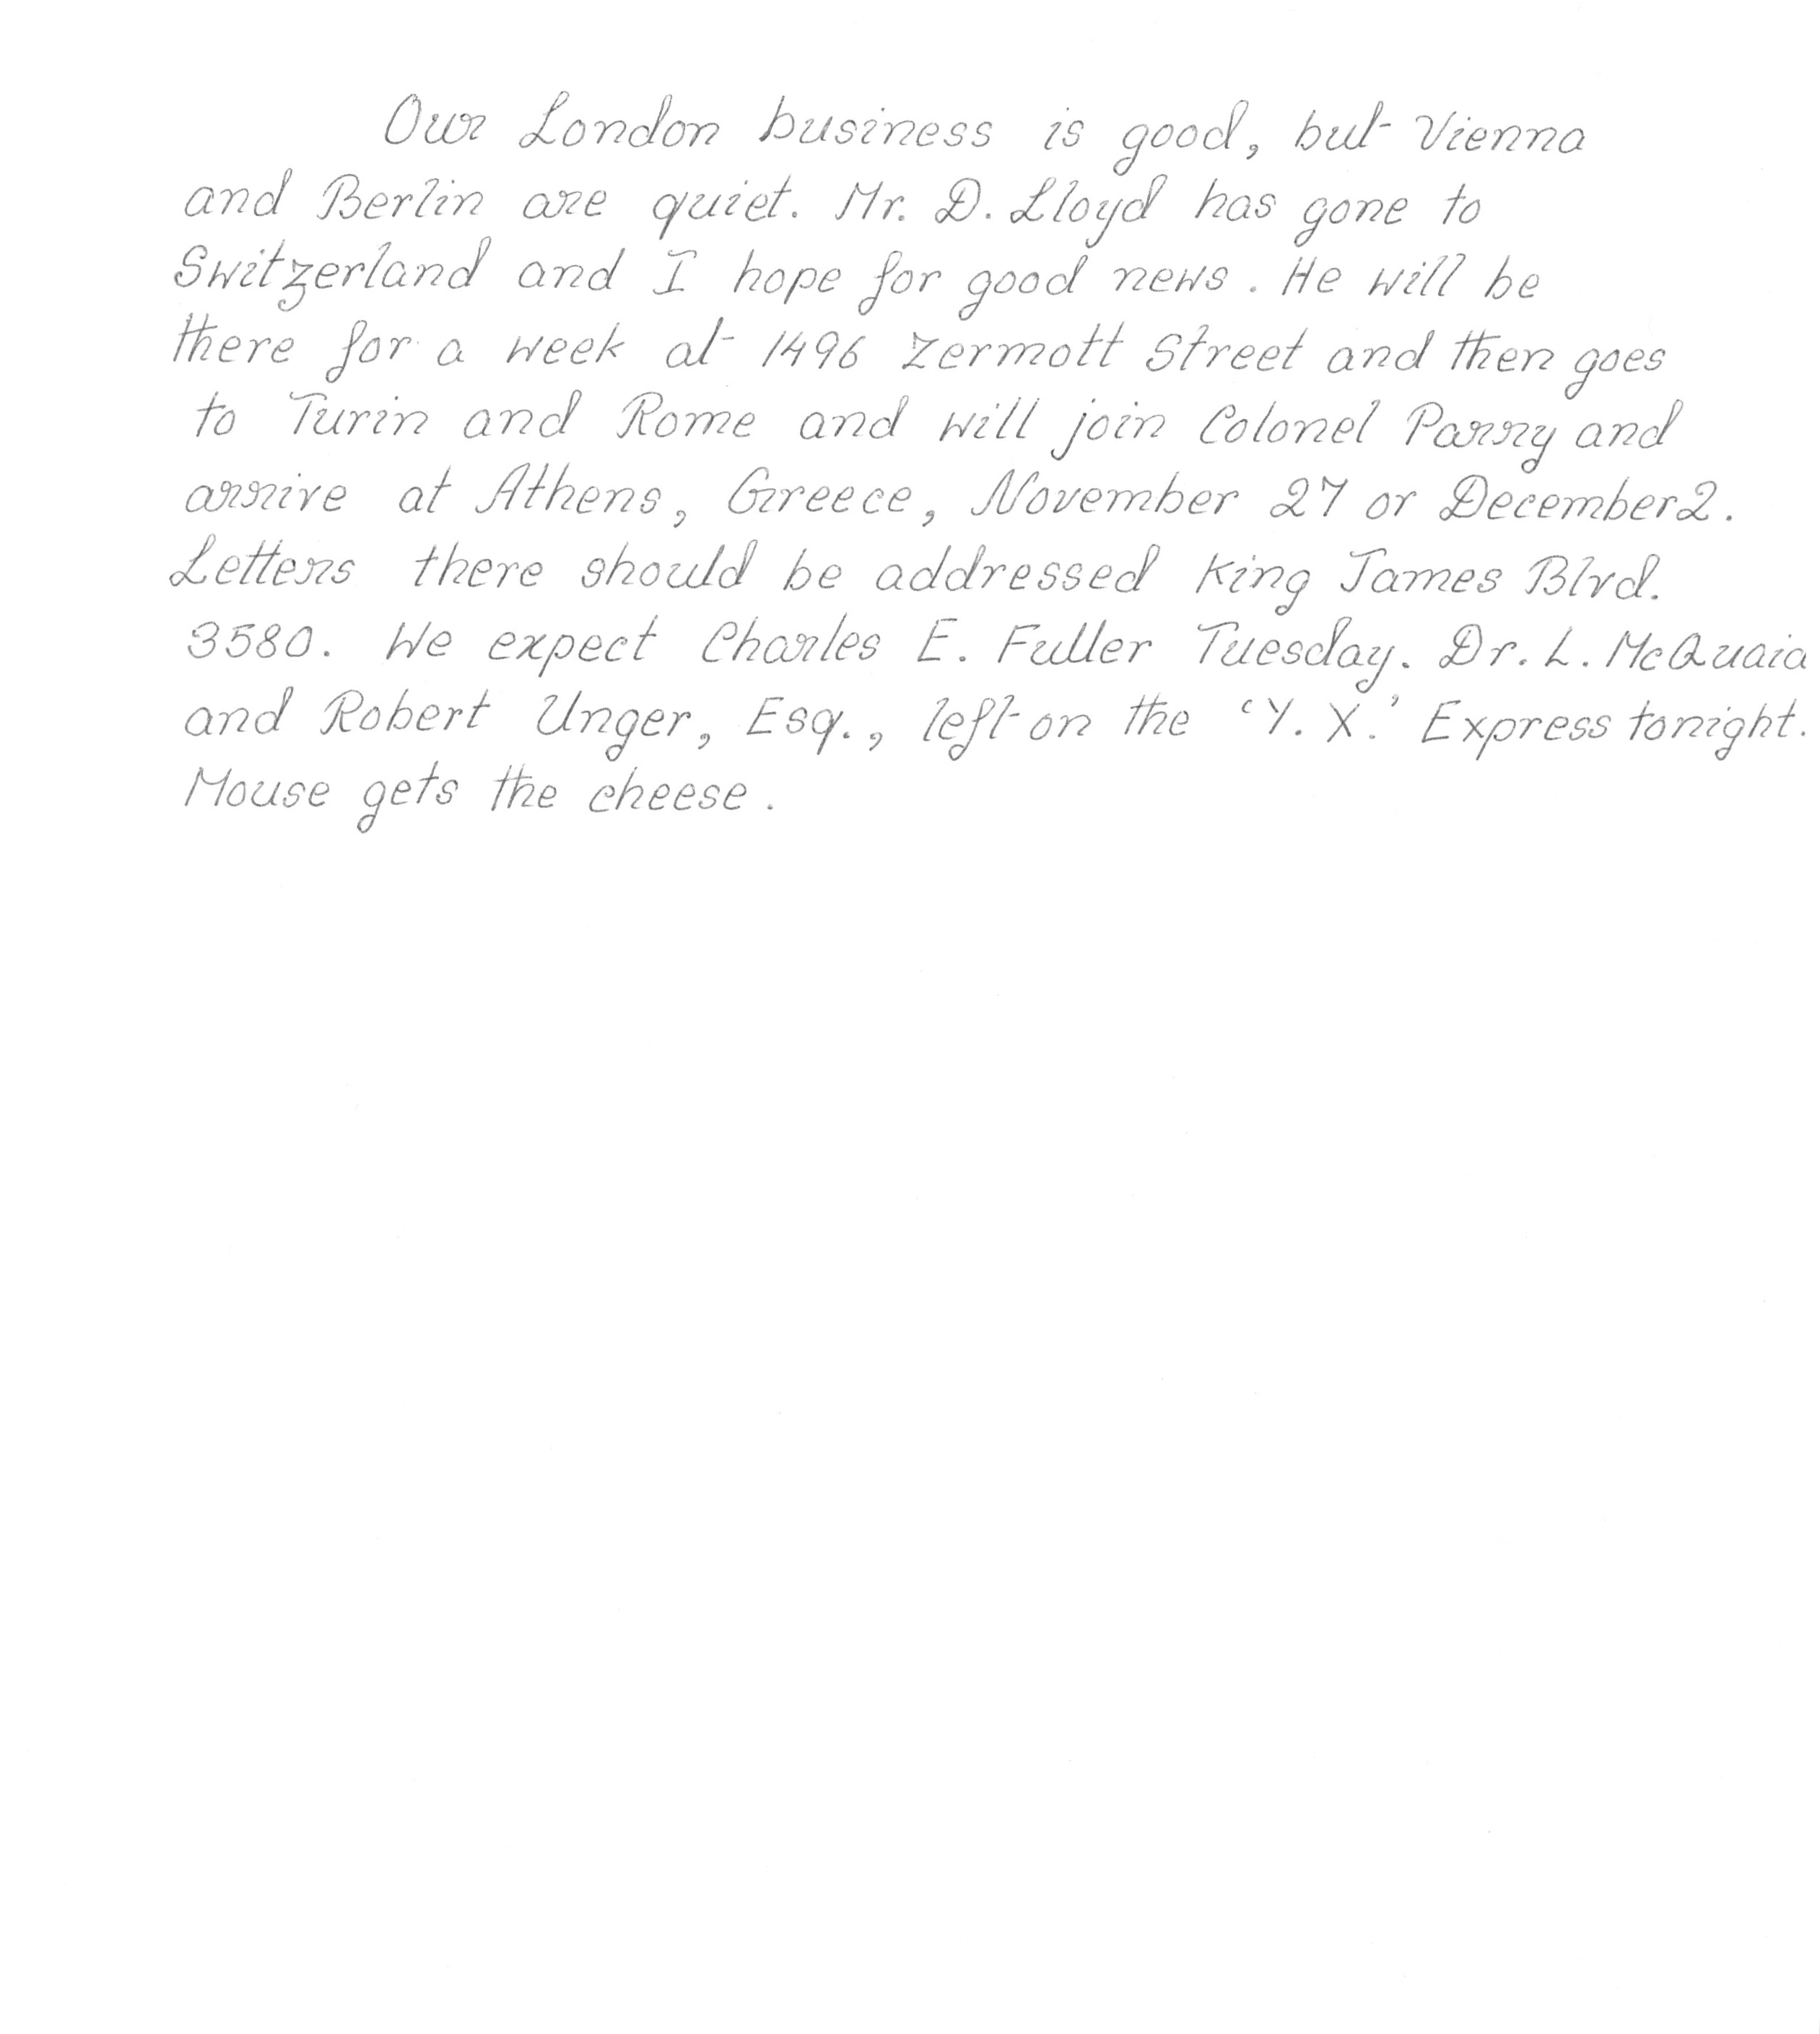 Our London business is good, but Vienna
and Berlin are quiet. Mr. D. Lloyd has gone to
Switzerland and I hope for good news. He will be
there for a week at 1496 Zermott Street and then goes
to Turin and Rome and will join Colonel Parry and
arrive at Athens, Greece, November 27 or December 2.
Letters there should be addressed King James Blvd.
3580. We expect Charles E. Fuller Tuesday. Dr. L. McQuaid
and Robert Unger, Esq., left on the 'Y. X.' Express tonight.
Mouse gets the cheese.